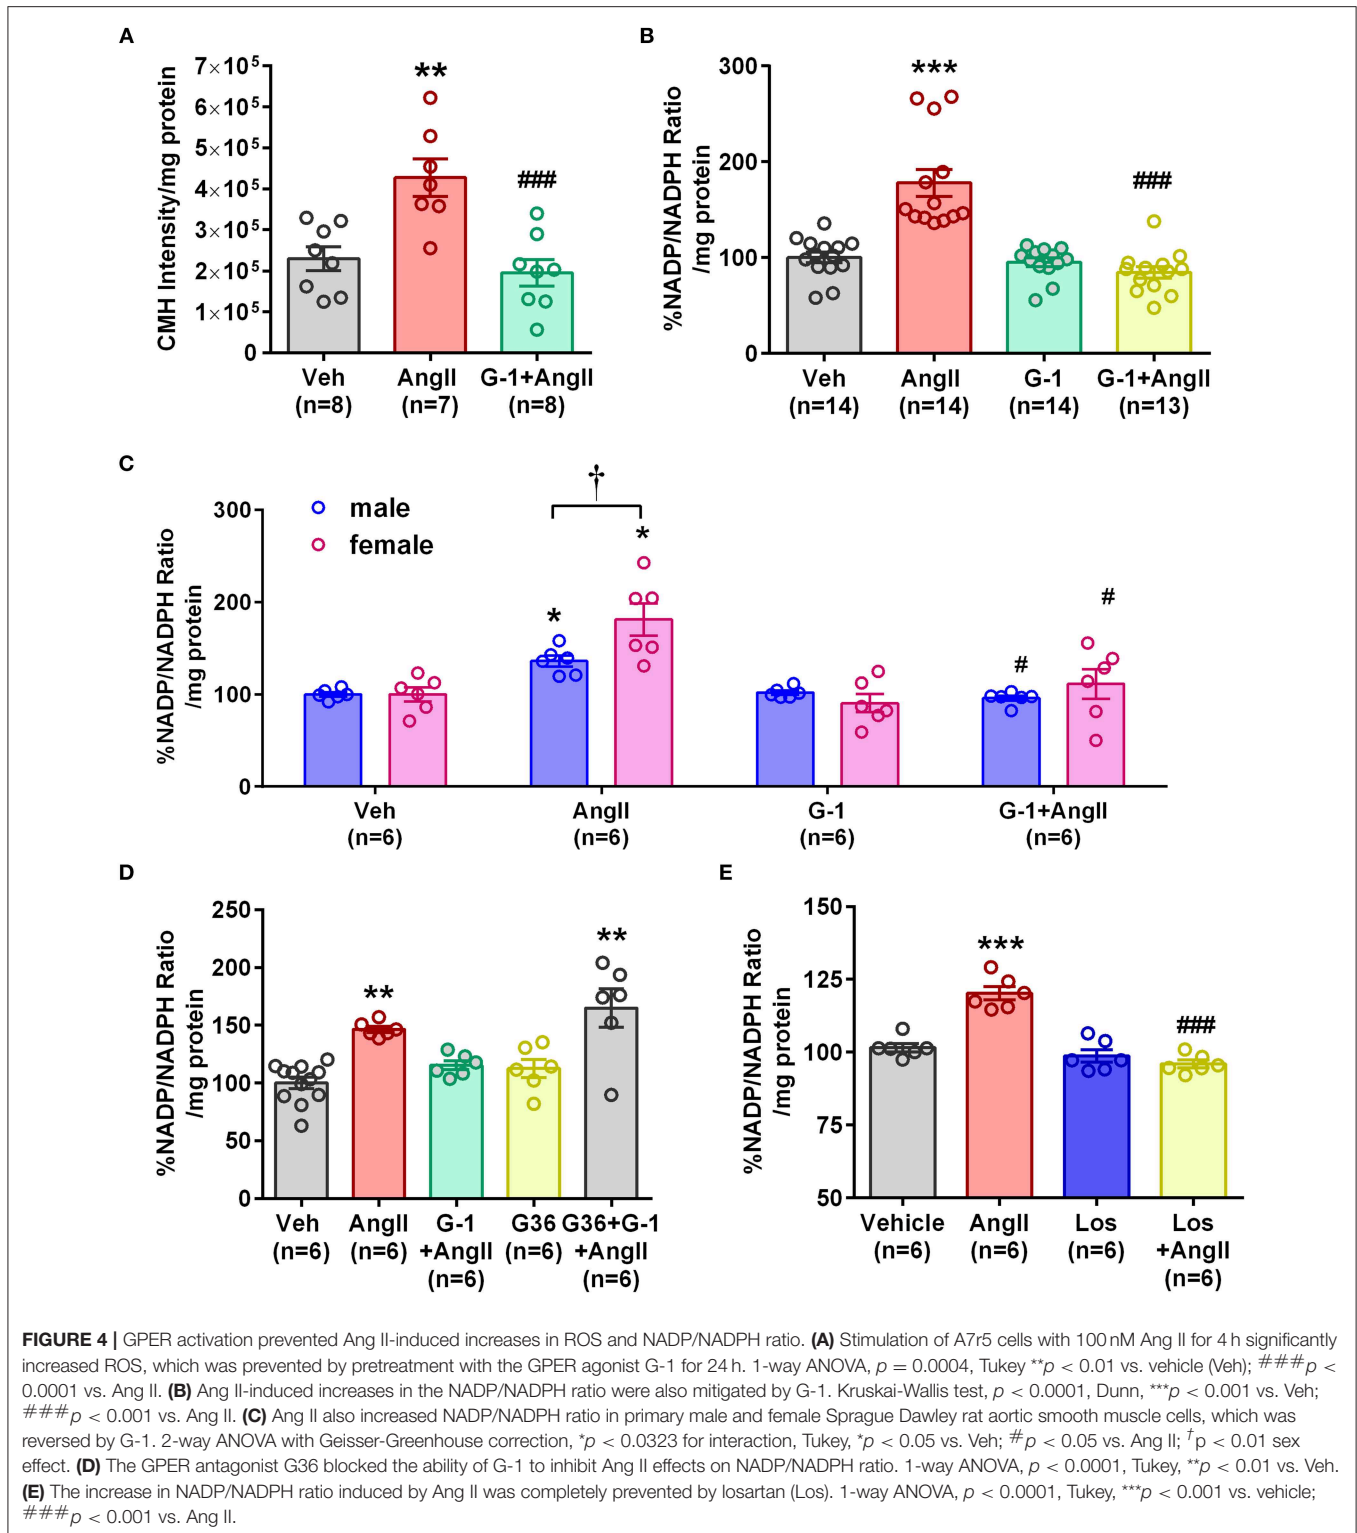 A
CMH Intensity/mg protein
7×10⁵
6×10⁵
5×10⁵
4×10⁵
3×10⁵
2×10⁵
1×10⁵
0
**
###
Veh AngII G-1+AngII
(n=8) (n=7) (n=8)
B
%NADP/NADPH Ratio
/mg protein
300
200
100
0
***
###
Veh AngII G-1 G-1+AngII
(n=14) (n=14) (n=14) (n=13)
C
%NADP/NADPH Ratio
/mg protein
300
200
100
0
male
female
†
*
*
#
#
Veh AngII G-1 G-1+AngII
(n=6) (n=6) (n=6) (n=6)
D
%NADP/NADPH Ratio
/mg protein
250
200
150
100
50
0
**
**
Veh AngII G-1 G36 G36+G-1
(n=6) (n=6) +AngII (n=6) +AngII
(n=6) (n=6)
E
%NADP/NADPH Ratio
/mg protein
150
125
100
75
50
***
###
Vehicle AngII Los Los
(n=6) (n=6) (n=6) +AngII
(n=6)
FIGURE 4 | GPER activation prevented Ang II-induced increases in ROS and NADP/NADPH ratio. (A) Stimulation of A7r5 cells with 100 nM Ang II for 4 h significantly
increased ROS, which was prevented by pretreatment with the GPER agonist G-1 for 24 h. 1-way ANOVA, p = 0.0004, Tukey **p < 0.01 vs. vehicle (Veh); ###p <
0.0001 vs. Ang II. (B) Ang II-induced increases in the NADP/NADPH ratio were also mitigated by G-1. Kruskai-Wallis test, p < 0.0001, Dunn, ***p < 0.001 vs. Veh;
###p < 0.001 vs. Ang II. (C) Ang II also increased NADP/NADPH ratio in primary male and female Sprague Dawley rat aortic smooth muscle cells, which was
reversed by G-1. 2-way ANOVA with Geisser-Greenhouse correction, *p < 0.0323 for interaction, Tukey, *p < 0.05 vs. Veh; #p < 0.05 vs. Ang II; †p < 0.01 sex
effect. (D) The GPER antagonist G36 blocked the ability of G-1 to inhibit Ang II effects on NADP/NADPH ratio. 1-way ANOVA, p < 0.0001, Tukey, **p < 0.01 vs. Veh.
(E) The increase in NADP/NADPH ratio induced by Ang II was completely prevented by losartan (Los). 1-way ANOVA, p < 0.0001, Tukey, ***p < 0.001 vs. vehicle;
###p < 0.001 vs. Ang II.